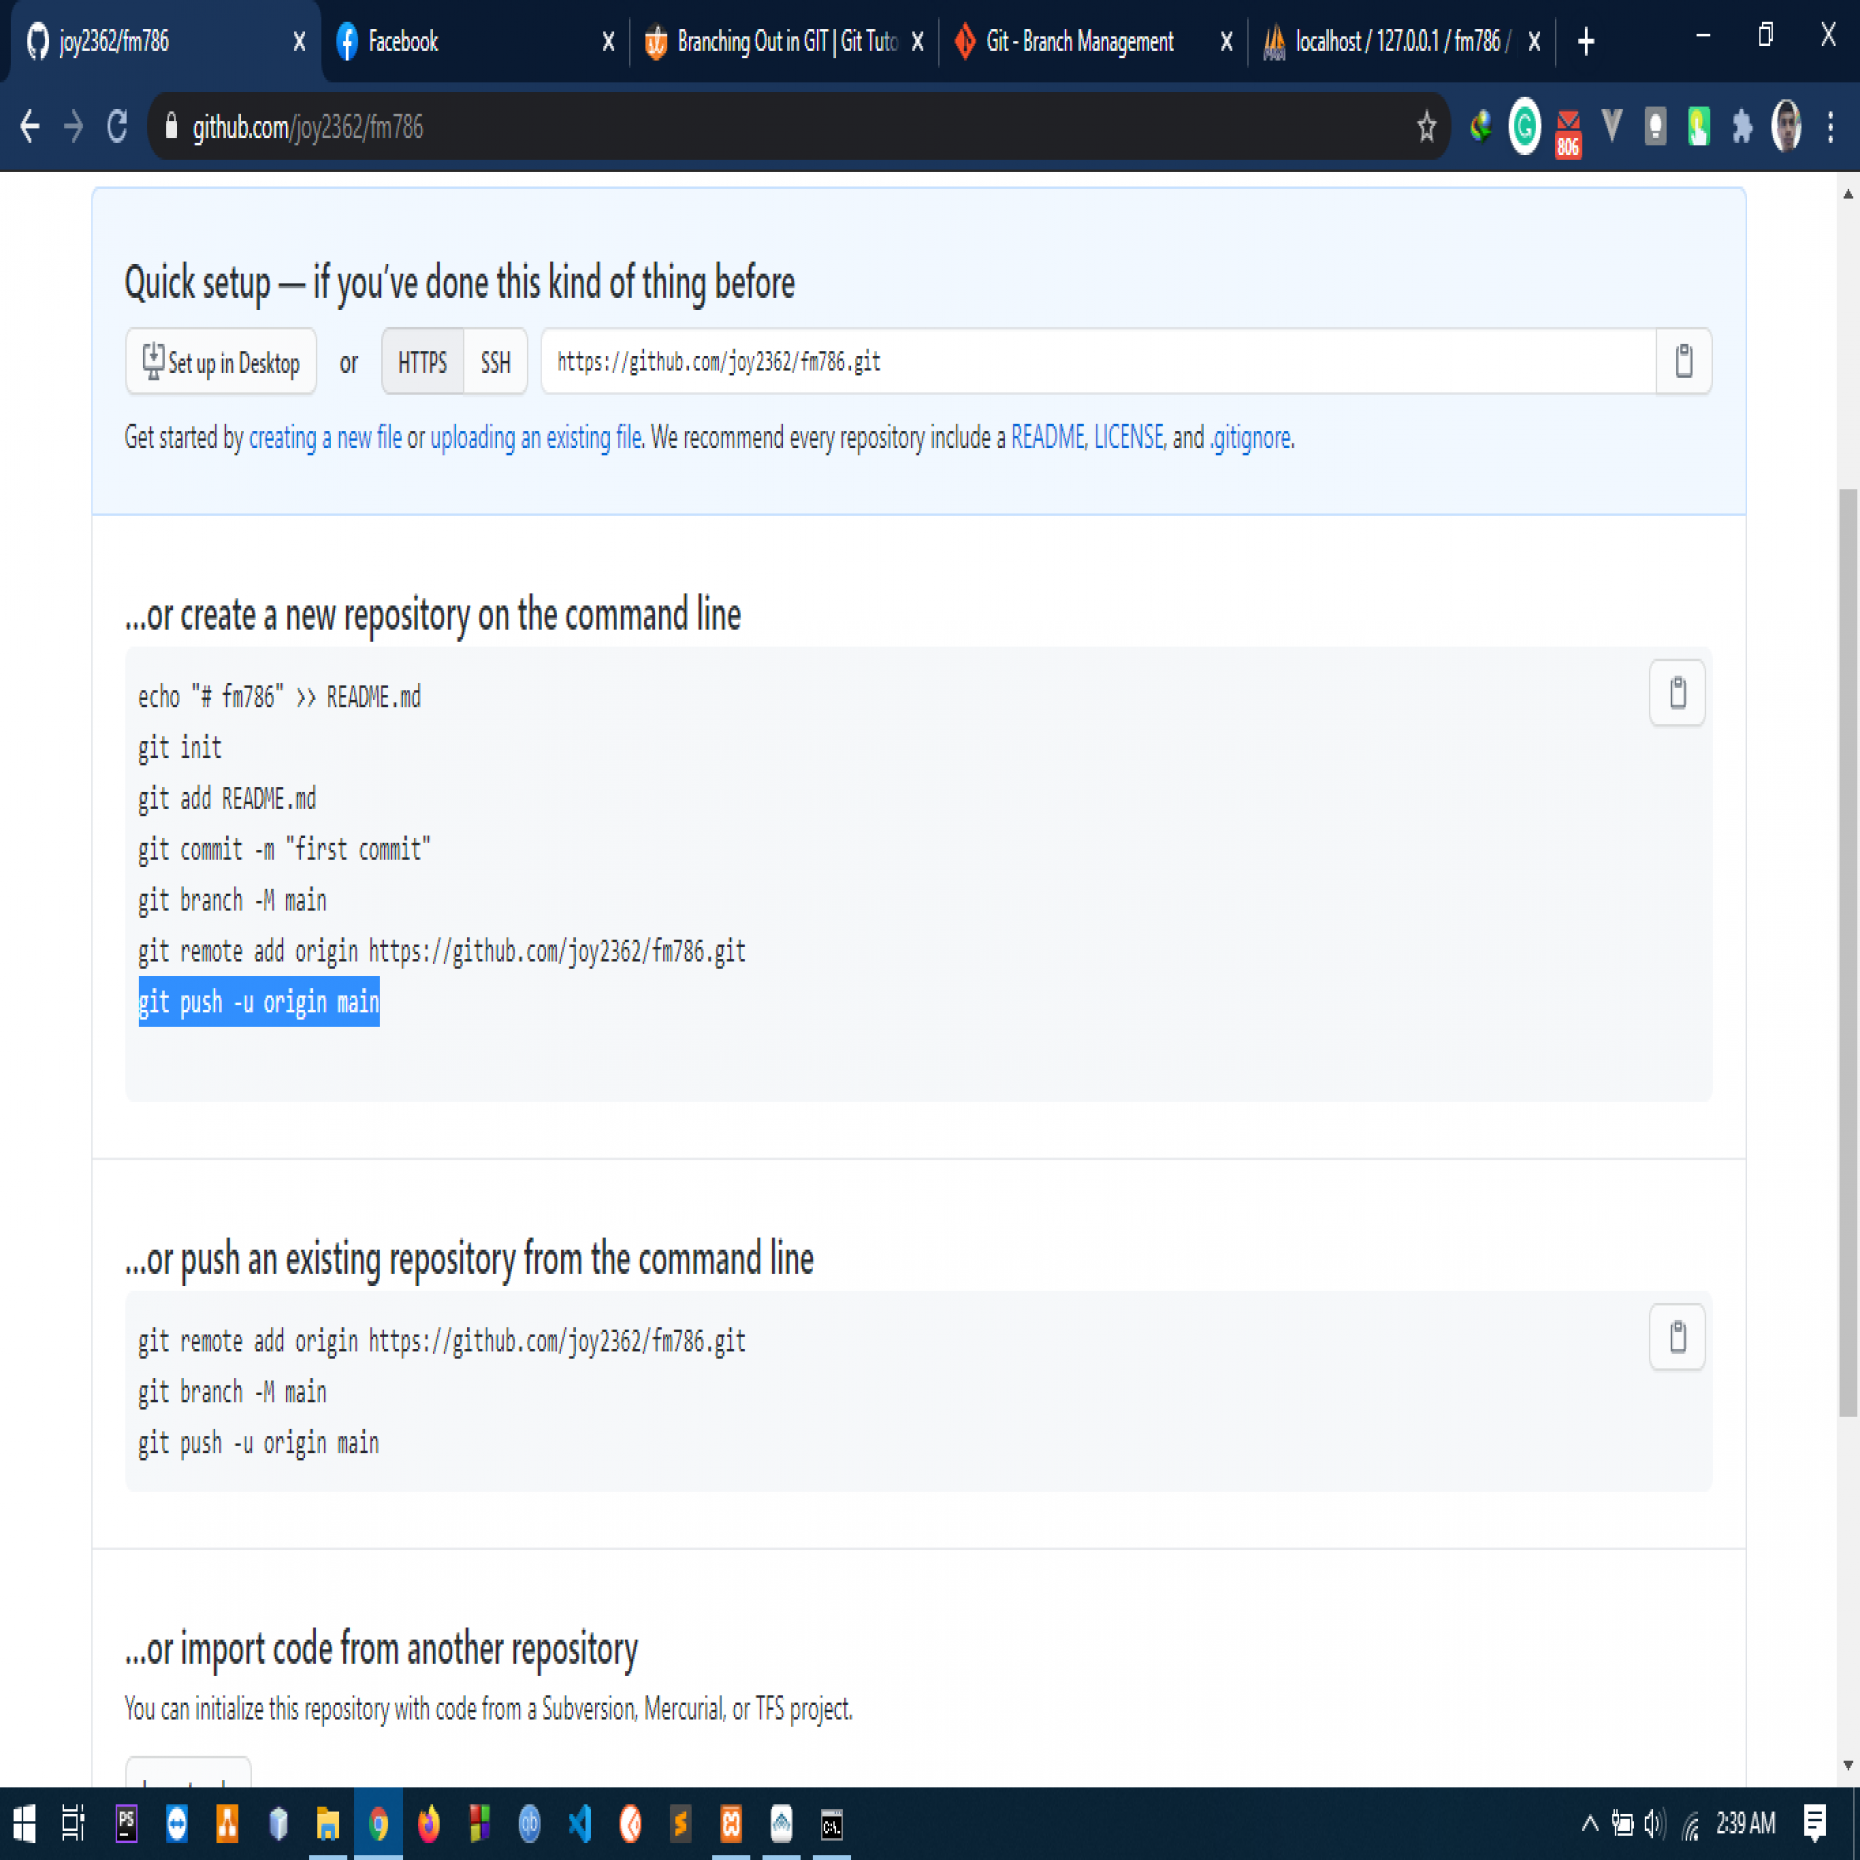 joy2362/fm786
Facebook
Branching Out in GIT | Git Tuto
Git - Branch Management
localhost / 127.0.0.1 / fm786 /
github.com/joy2362/fm786
806
Quick setup — if you've done this kind of thing before
Set up in Desktop
or
HTTPS
SSH
https://github.com/joy2362/fm786.git
Get started by creating a new file or uploading an existing file. We recommend every repository include a README, LICENSE, and .gitignore.
...or create a new repository on the command line
echo "# fm786" >> README.md
git init
git add README.md
git commit -m "first commit"
git branch -M main
git remote add origin https://github.com/joy2362/fm786.git
git push -u origin main
...or push an existing repository from the command line
git remote add origin https://github.com/joy2362/fm786.git
git branch -M main
git push -u origin main
...or import code from another repository
You can initialize this repository with code from a Subversion, Mercurial, or TFS project.
PS
qb
C:\.
2:39 AM